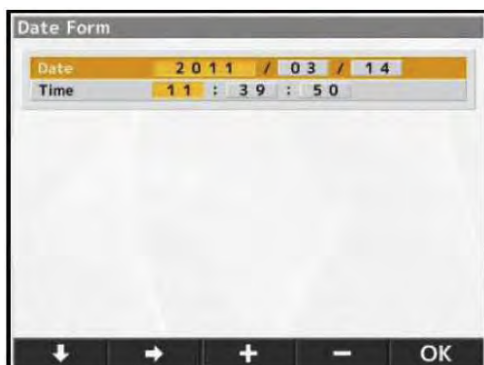 Date Form
Date 2011 / 03 / 14
Time 11 : 39 : 50
+ − OK